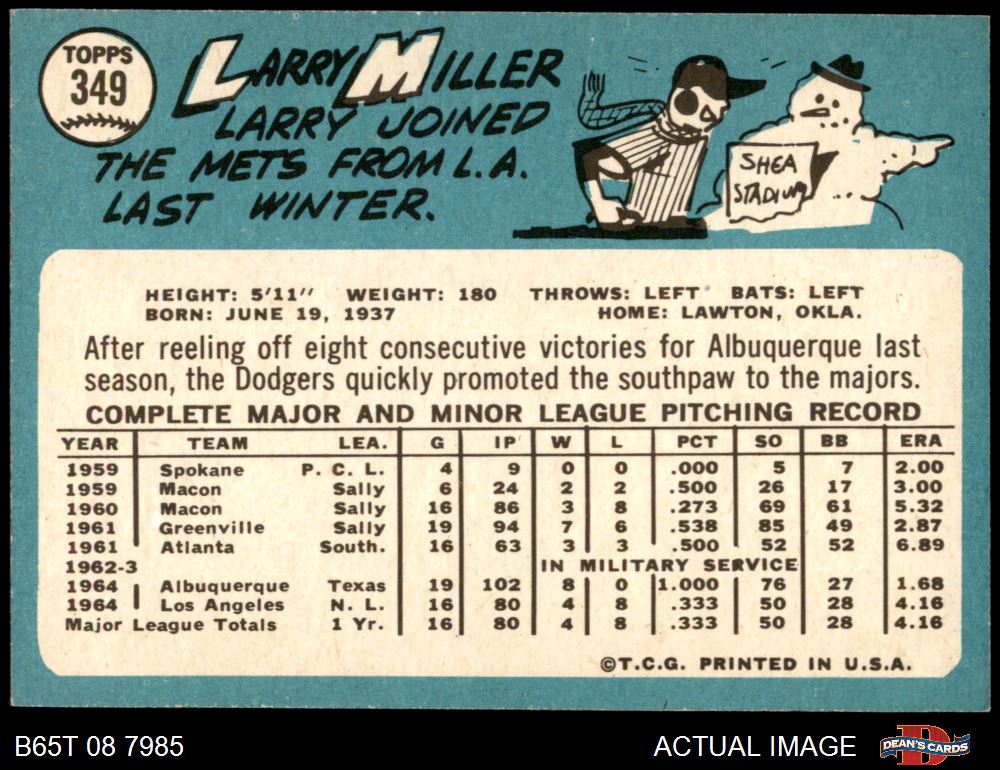 TOPPS
349
LARRY MILLER
LARRY JOINED
THE METS FROM L.A.
LAST WINTER.
SHEA
STADIUM
HEIGHT: 5'11" WEIGHT: 180 THROWS: LEFT BATS: LEFT
BORN: JUNE 19, 1937 HOME: LAWTON, OKLA.
After reeling off eight consecutive victories for Albuquerque last
season, the Dodgers quickly promoted the southpaw to the majors.
COMPLETE MAJOR AND MINOR LEAGUE PITCHING RECORD
YEAR TEAM LEA. G IP W L PCT SO BB ERA
1959 Spokane P. C. L. 4 9 0 0 .000 5 7 2.00
1959 Macon Sally 6 24 2 2 .500 26 17 3.00
1960 Macon Sally 16 86 3 8 .273 69 61 5.32
1961 Greenville Sally 19 94 7 6 .538 85 49 2.87
1961 Atlanta South. 16 63 3 3 .500 52 52 6.89
1962-3 IN MILITARY SERVICE
1964 Albuquerque Texas 19 102 8 0 1.000 76 27 1.68
1964 Los Angeles N. L. 16 80 4 8 .333 50 28 4.16
Major League Totals 1 Yr. 16 80 4 8 .333 50 28 4.16
©T.C.G. PRINTED IN U.S.A.
B65T 08 7985 ACTUAL IMAGE DEAN'S CARDS